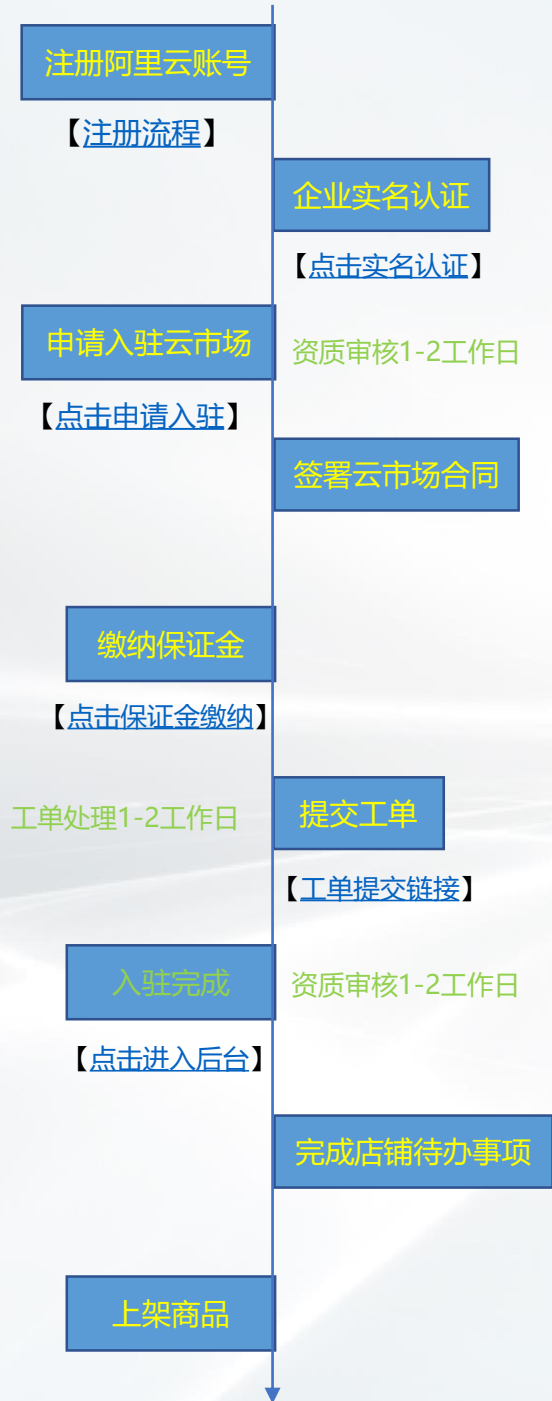 注册阿里云账号
【注册流程】
企业实名认证
【点击实名认证】
申请入驻云市场
资质审核1-2工作日
【点击申请入驻】
签署云市场合同
缴纳保证金
【点击保证金缴纳】
工单处理1-2工作日
提交工单
【工单提交链接】
入驻完成
资质审核1-2工作日
【点击进入后台】
完成店铺待办事项
上架商品